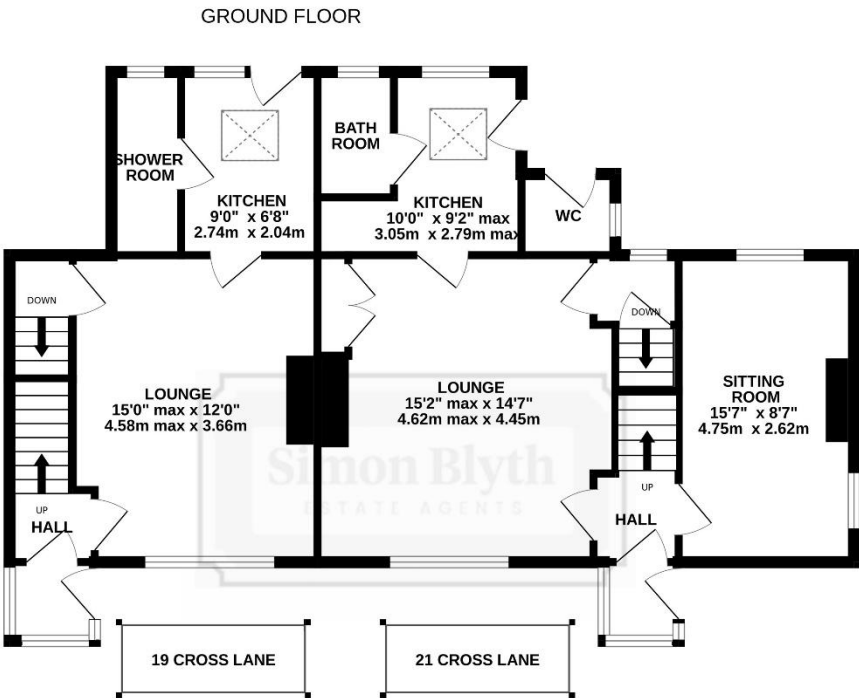 GROUND FLOOR
SHOWER
ROOM
KITCHEN
9'0" x 6'8"
2.74m x 2.04m
BATH
ROOM
KITCHEN
10'0" x 9'2" max
3.05m x 2.79m max
WC
DOWN
LOUNGE
15'0" max x 12'0"
4.58m max x 3.66m
UP
HALL
LOUNGE
15'2" max x 14'7"
4.62m max x 4.45m
DOWN
UP
HALL
SITTING
ROOM
15'7" x 8'7"
4.75m x 2.62m
Simon Blyth
ESTATE AGENTS
19 CROSS LANE
21 CROSS LANE